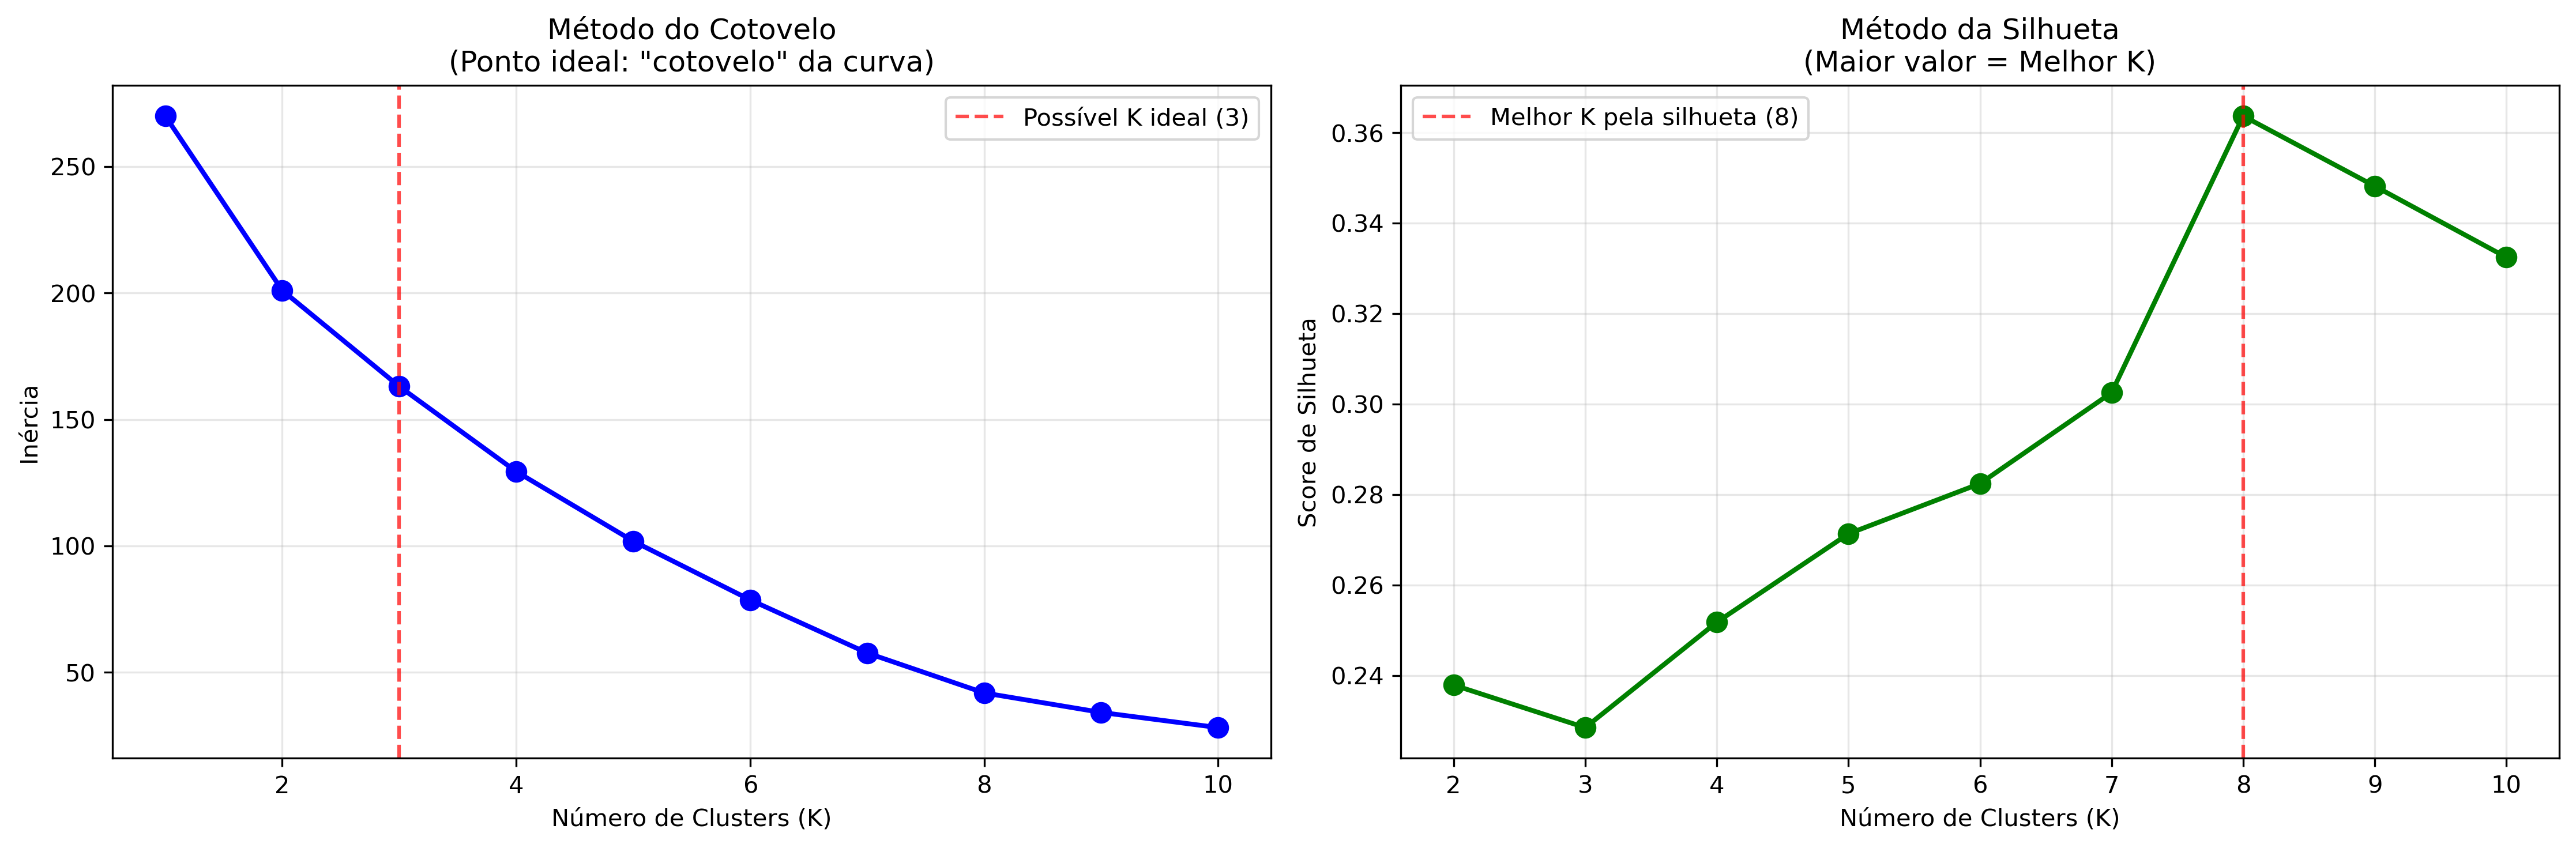 Método do Cotovelo
(Ponto ideal: "cotovelo" da curva)
Possível K ideal (3)
Inércia
250
200
150
100
50
2
4
6
8
10
Número de Clusters (K)
Método da Silhueta
(Maior valor = Melhor K)
Melhor K pela silhueta (8)
Score de Silhueta
0.36
0.34
0.32
0.30
0.28
0.26
0.24
2
3
4
5
6
7
8
9
10
Número de Clusters (K)